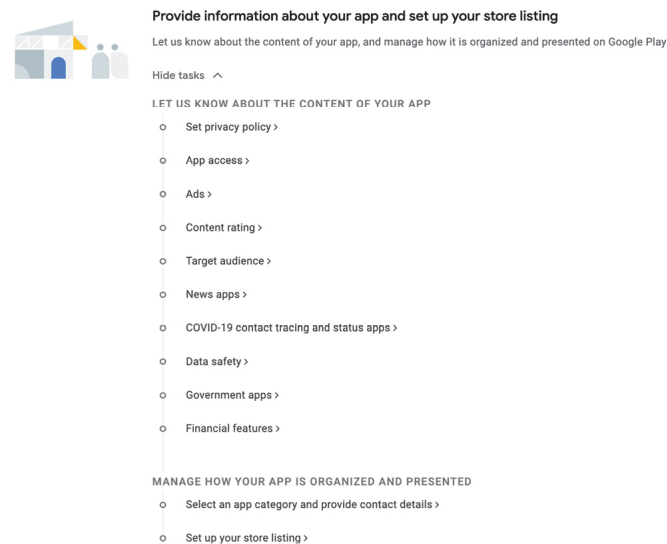 Provide information about your app and set up your store listing
Let us know about the content of your app, and manage how it is organized and presented on Google Play
Hide tasks
LET US KNOW ABOUT THE CONTENT OF YOUR APP
Set privacy policy >
App access >
Ads >
Content rating >
Target audience >
News apps >
COVID-19 contact tracing and status apps >
Data safety >
Government apps >
Financial features >
MANAGE HOW YOUR APP IS ORGANIZED AND PRESENTED
Select an app category and provide contact details >
Set up your store listing >